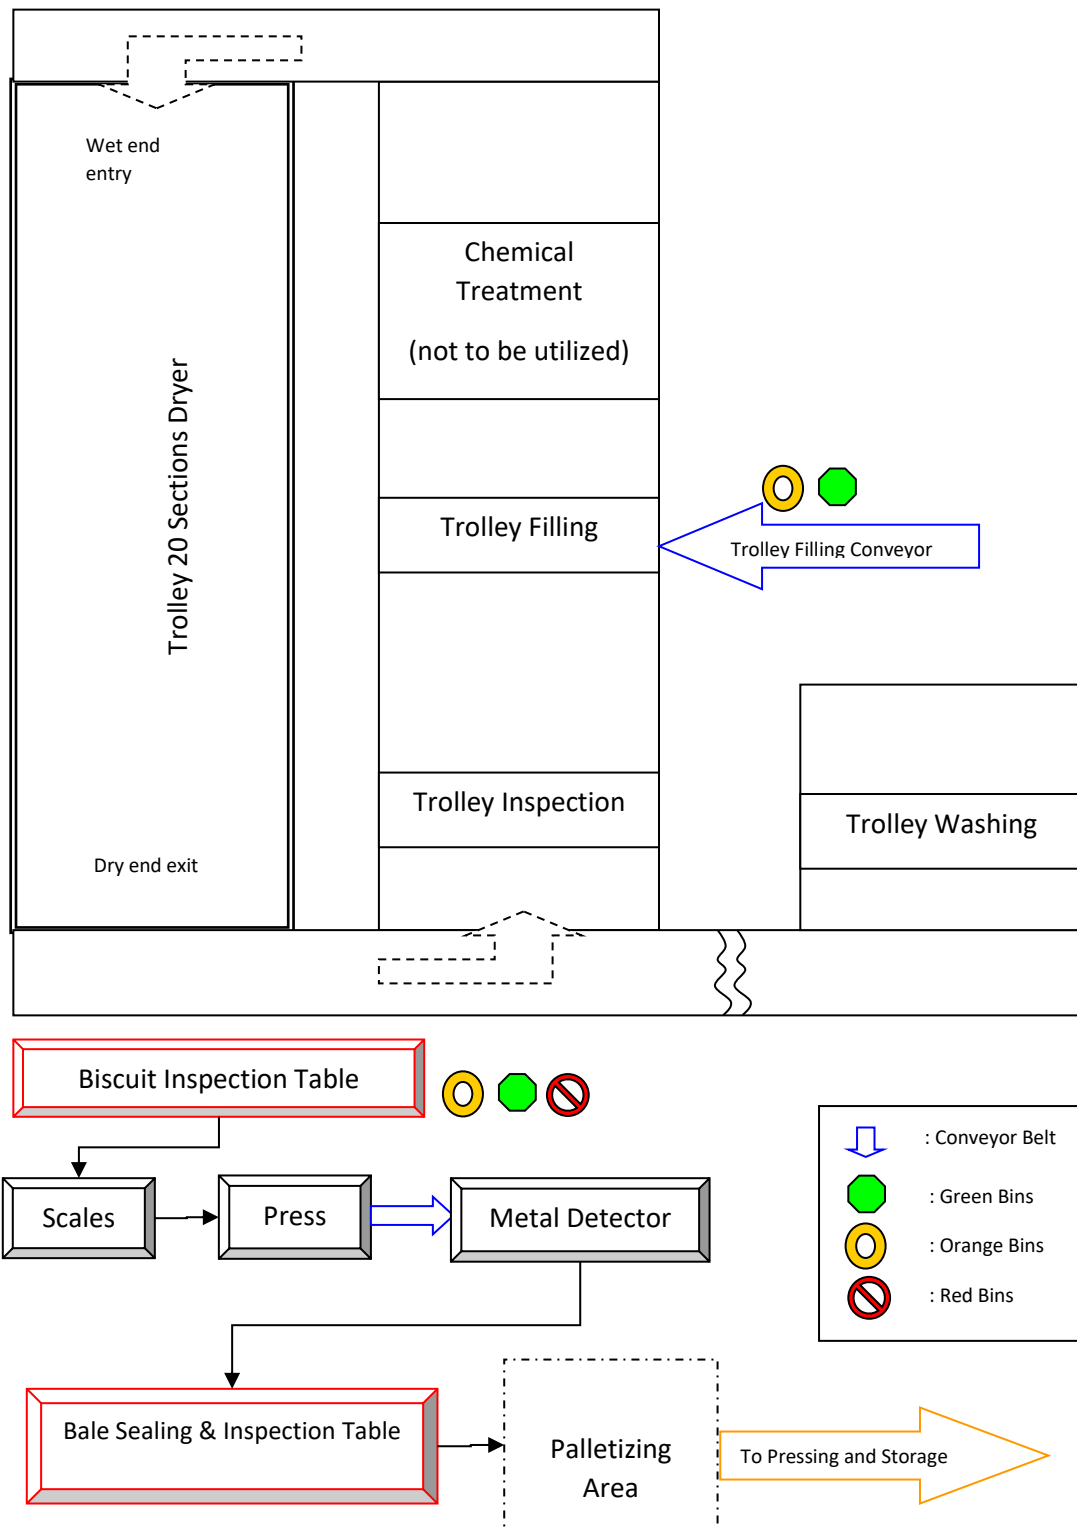 Wet end
entry
Trolley 20 Sections Dryer
Dry end exit
Chemical
Treatment
(not to be utilized)
Trolley Filling
Trolley Filling Conveyor
Trolley Inspection
Trolley Washing
Biscuit Inspection Table
Scales
Press
Metal Detector
: Conveyor Belt
: Green Bins
: Orange Bins
: Red Bins
Bale Sealing & Inspection Table
Palletizing
Area
To Pressing and Storage